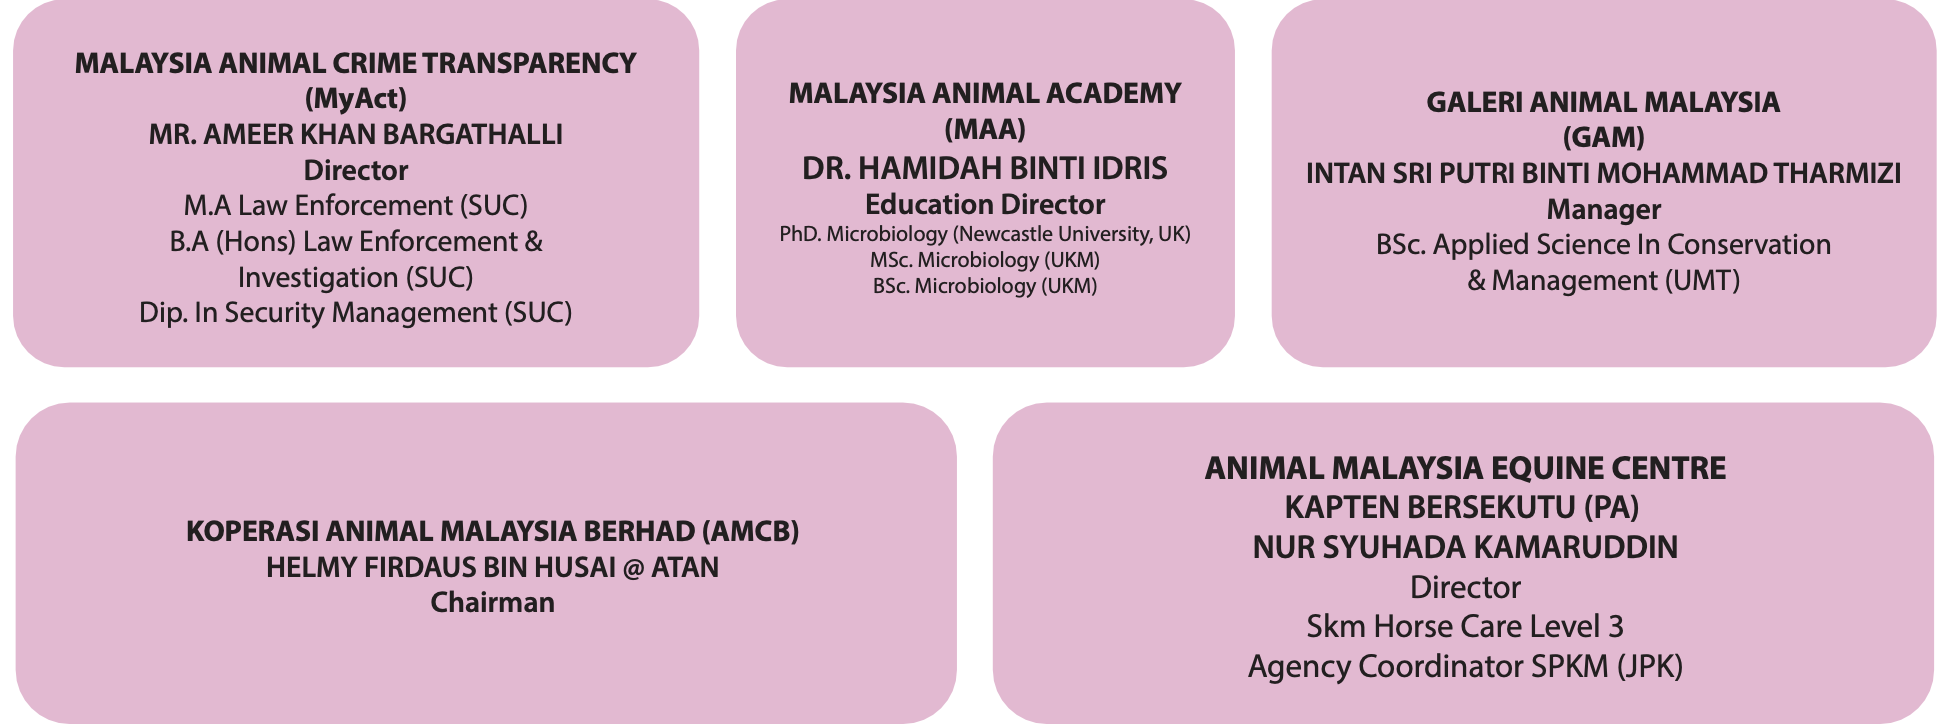 MALAYSIA ANIMAL CRIME TRANSPARENCY
(MyAct)
MR. AMEER KHAN BARGATHALLI
Director
M.A Law Enforcement (SUC)
B.A (Hons) Law Enforcement &
Investigation (SUC)
Dip. In Security Management (SUC)
MALAYSIA ANIMAL ACADEMY
(MAA)
DR. HAMIDAH BINTI IDRIS
Education Director
PhD. Microbiology (Newcastle University, UK)
MSc. Microbiology (UKM)
BSc. Microbiology (UKM)
GALERI ANIMAL MALAYSIA
(GAM)
INTAN SRI PUTRI BINTI MOHAMMAD THARMIZI
Manager
BSc. Applied Science In Conservation
& Management (UMT)
KOPERASI ANIMAL MALAYSIA BERHAD (AMCB)
HELMY FIRDAUS BIN HUSAI @ ATAN
Chairman
ANIMAL MALAYSIA EQUINE CENTRE
KAPTEN BERSEKUTU (PA)
NUR SYUHADA KAMARUDDIN
Director
Skm Horse Care Level 3
Agency Coordinator SPKM (JPK)